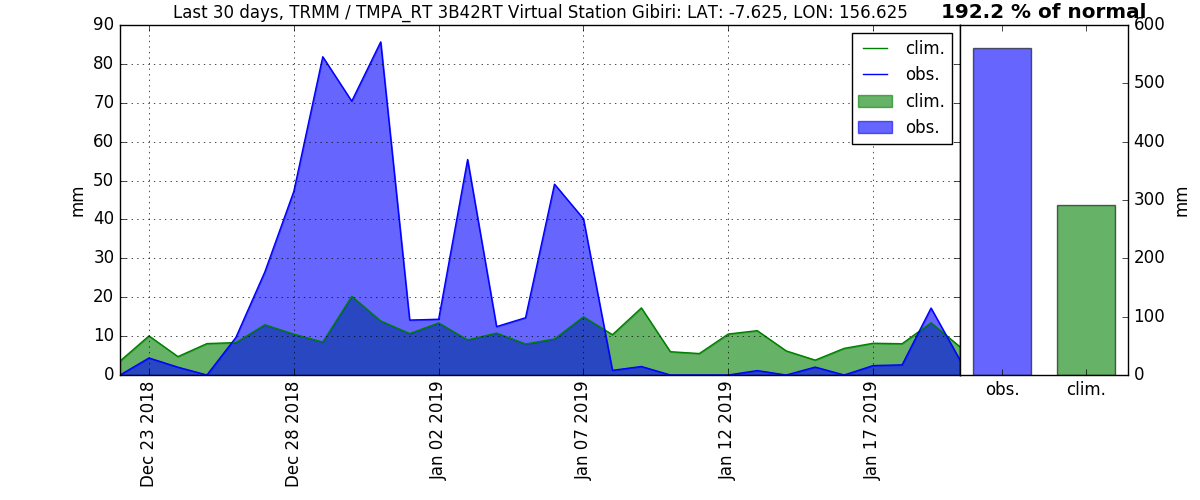 Last 30 days, TRMM / TMPA_RT 3B42RT Virtual Station Gibiri: LAT: -7.625, LON: 156.625
192.2 % of normal
90
80
70
60
50
40
30
20
10
0
mm
clim.
obs.
clim.
obs.
600
500
400
300
200
100
0
mm
Dec 23 2018
Dec 28 2018
Jan 02 2019
Jan 07 2019
Jan 12 2019
Jan 17 2019
obs.
clim.